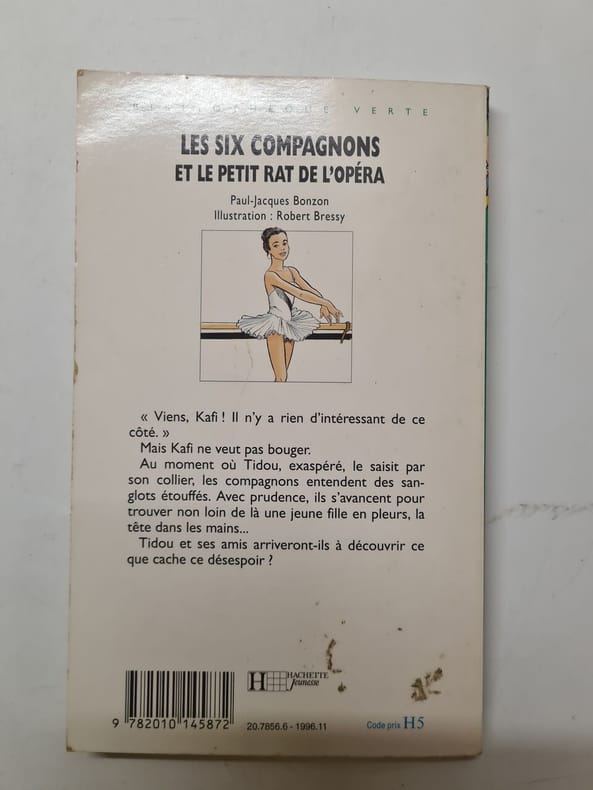 BIBLIOTHÈQUE VERTE
LES SIX COMPAGNONS
ET LE PETIT RAT DE L'OPÉRA
Paul-Jacques Bonzon
Illustration : Robert Bressy
« Viens, Kafi ! Il n'y a rien d'intéressant de ce
côté. »
Mais Kafi ne veut pas bouger.
Au moment où Tidou, exaspéré, le saisit par
son collier, les compagnons entendent des san-
glots étouffés. Avec prudence, ils s'avancent pour
trouver non loin de là une jeune fille en pleurs, la
tête dans les mains...
Tidou et ses amis arriveront-ils à découvrir ce
que cache ce désespoir ?
H HACHETTE
Jeunesse
9 782010 145872
20.7856.6 - 1996.11
Code prix H5